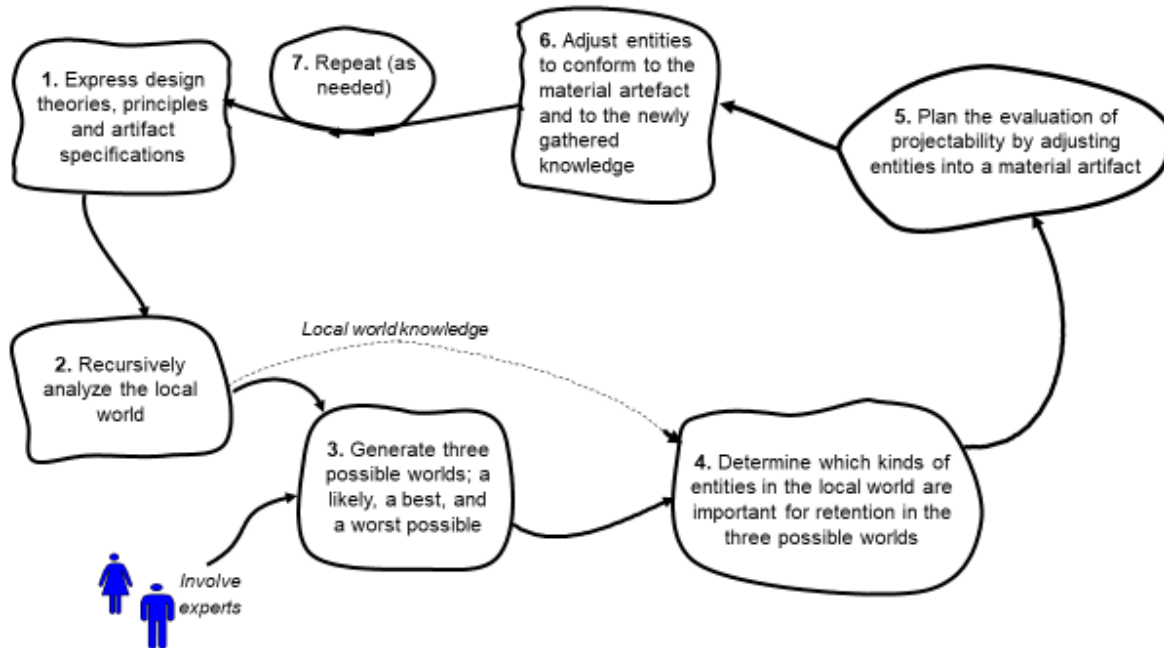 1. Express design
theories, principles
and artifact
specifications
7. Repeat (as
needed)
6. Adjust entities
to conform to the
material artefact
and to the newly
gathered
knowledge
5. Plan the evaluation of
projectability by adjusting
entities into a material artifact
2. Recursively
analyze the local
world
Local world knowledge
3. Generate three
possible worlds; a
likely, a best, and
a worst possible
4. Determine which kinds of
entities in the local world are
important for retention in the
three possible worlds
Involve
experts